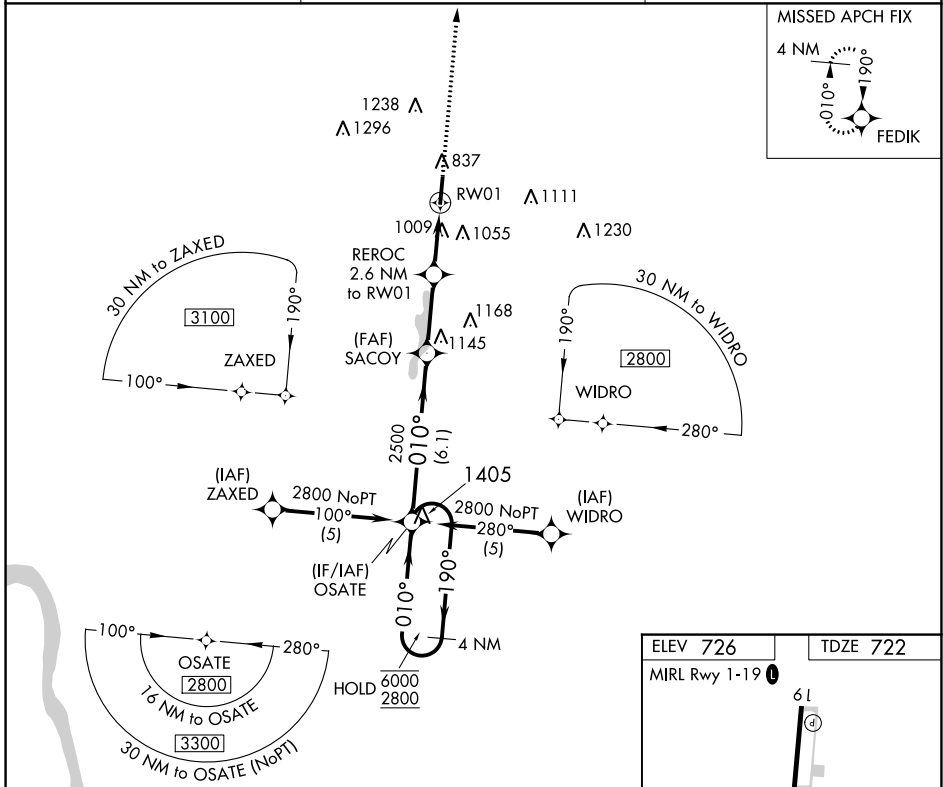 MISSED APCH FIX
4 NM
010°
190°
FEDIK
1238
1296
837
RW01
1111
1009
1055
1230
REROC
2.6 NM
to RW01
1168
(FAF)
SACOY
1145
30 NM to ZAXED
3100
190°
ZAXED
100°
30 NM to WIDRO
190°
2800
WIDRO
280°
2500
010°
(6.1)
1405
(IAF)
ZAXED
2800 NoPT
100°
(5)
2800 NoPT
280°
(5)
(IAF)
WIDRO
(IF/IAF)
OSATE
010°
190°
4 NM
HOLD 6000
2800
100°
280°
OSATE
2800
16 NM to OSATE
3300
30 NM to OSATE (NoPT)
ELEV 726
TDZE 722
MIRL Rwy 1-19 L
19
P